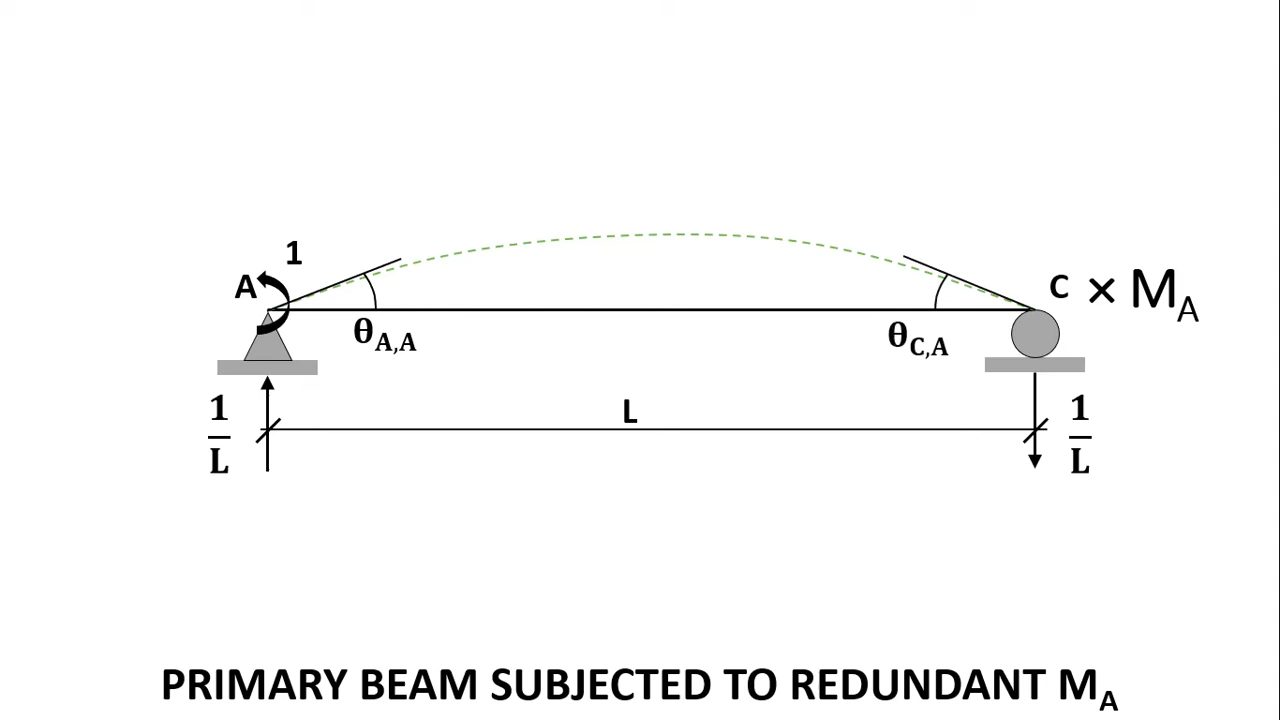 1
A
C × M_A
θ_A,A
θ_C,A
1/L
L
1/L
PRIMARY BEAM SUBJECTED TO REDUNDANT M_A